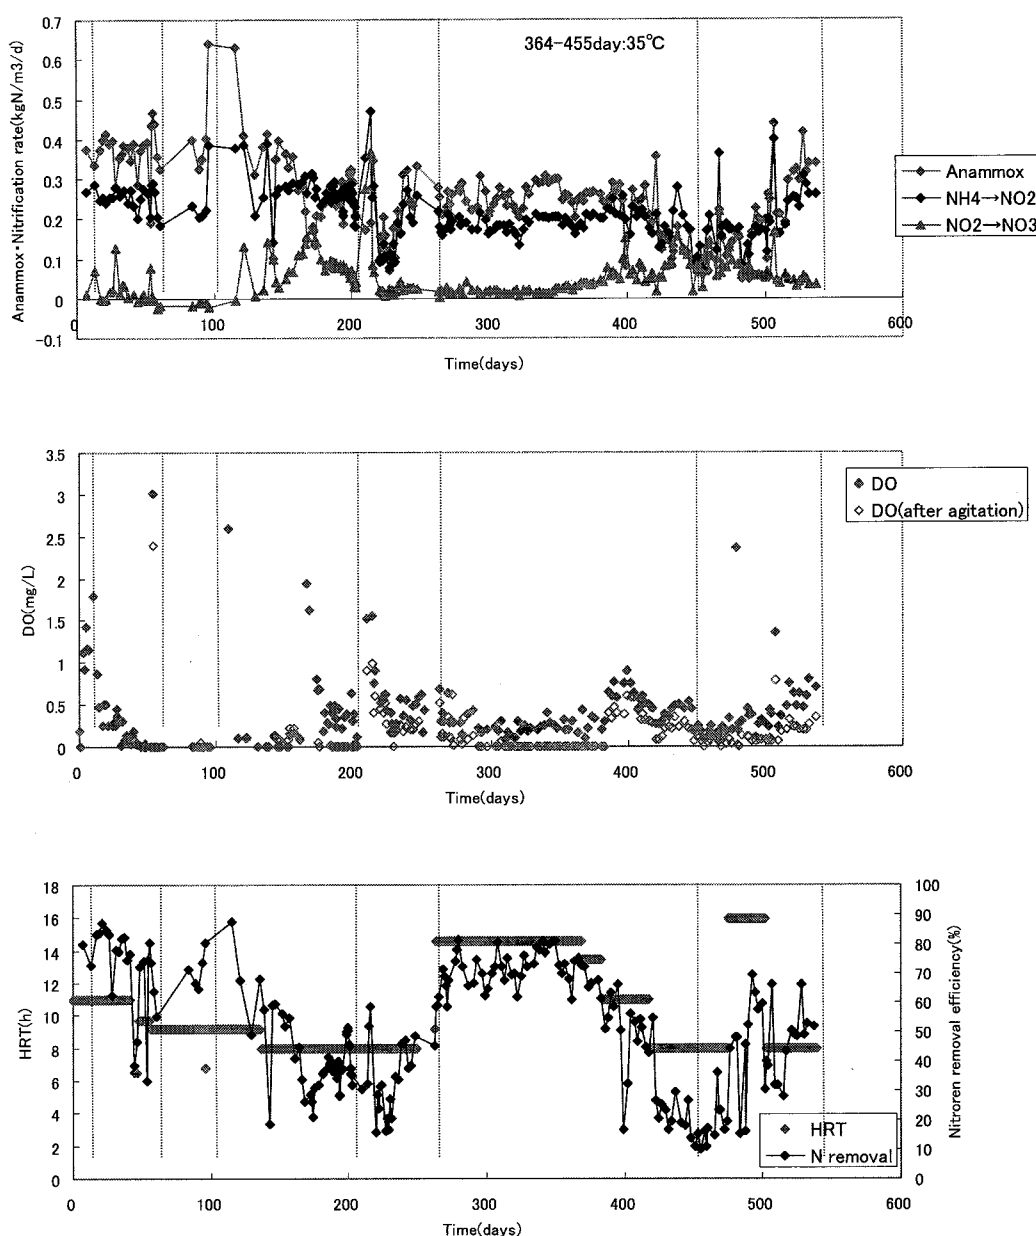 0.7
364-455day:35℃
0.6
0.5
0.4
0.3
0.2
0.1
0
-0.1
Anammox・Nitrification rate(kgN/m3/d)
Anammox
NH4→NO2
NO2→NO3
0 100 200 300 400 500 600
Time(days)
3.5
3
2.5
2
1.5
1
0.5
0
DO(mg/L)
DO
DO(after agitation)
0 100 200 300 400 500 600
Time(days)
18
16
14
12
10
8
6
4
2
0
HRT(h)
100
90
80
70
60
50
40
30
20
10
0
Nitroren removal efficiency(%)
HRT
N removal
0 100 200 300 400 500 600
Time(days)